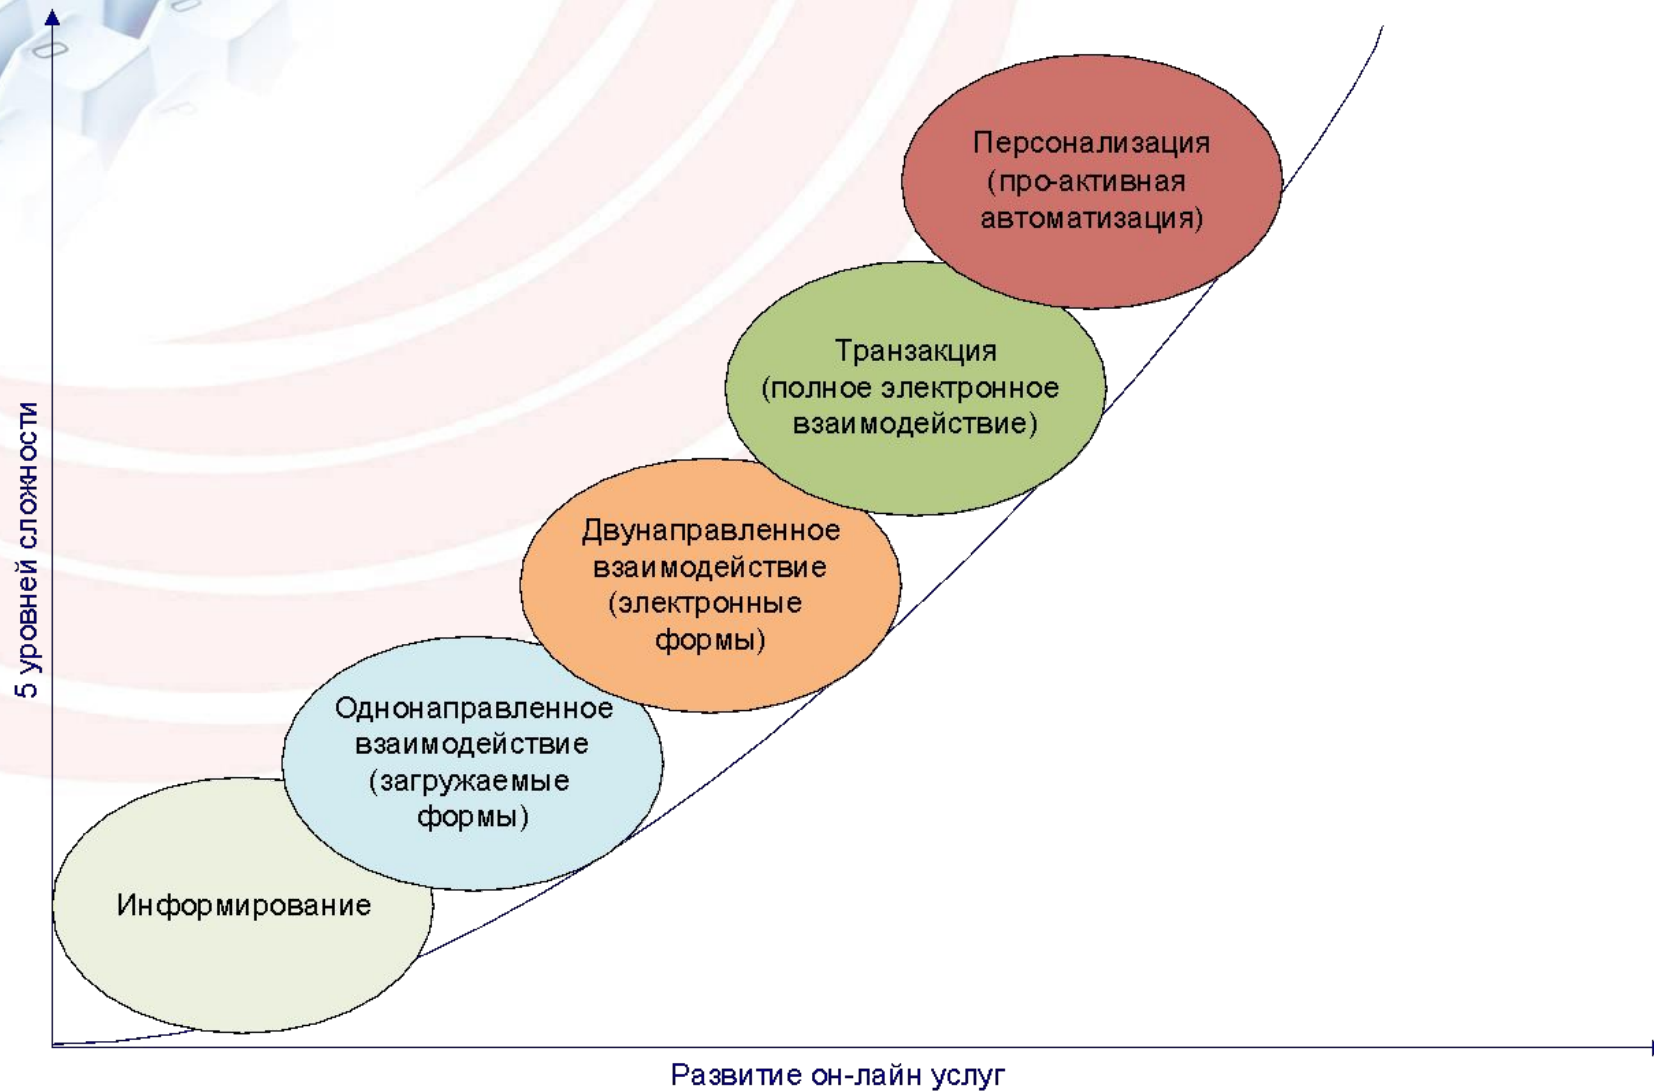 Персонализация
(про-активная
автоматизация)
Транзакция
(полное электронное
взаимодействие)
Двунаправленное
взаимодействие
(электронные
формы)
Однонаправленное
взаимодействие
(загружаемые
формы)
Информирование
5 уровней сложности
Развитие он-лайн услуг